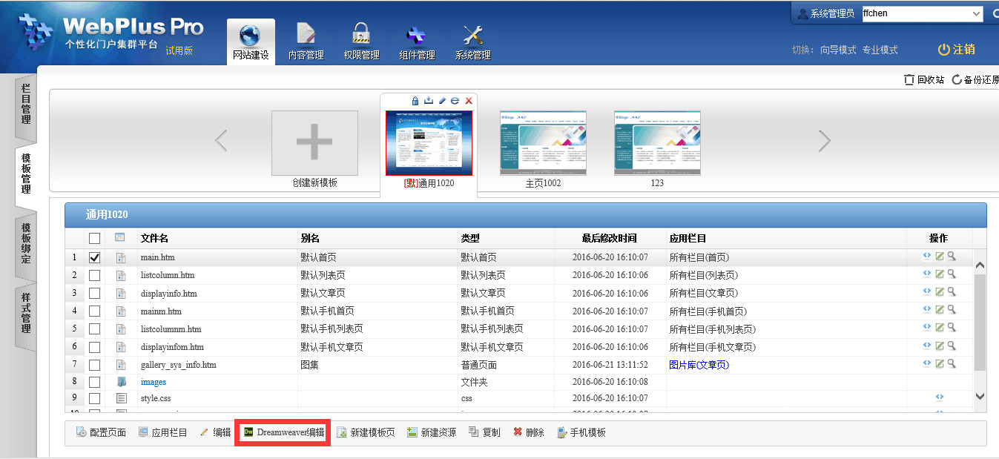 WebPlus Pro
个性化门户集群平台 试用版
网站建设 内容管理 权限管理 组件管理 系统管理
系统管理员 ffchen
切换： 向导模式 专业模式 注销
回收站 备份还原
栏目管理
模板管理
模板绑定
样式管理
创建新模板 [默]通用1020 主页1002 123
通用1020
文件名 别名 类型 最后修改时间 应用栏目 操作
1 main.htm 默认首页 默认首页 2016-06-20 16:10:07 所有栏目(首页)
2 listcolumn.htm 默认列表页 默认列表页 2016-06-20 16:10:06 所有栏目(列表页)
3 displayinfo.htm 默认文章页 默认文章页 2016-06-20 16:10:06 所有栏目(文章页)
4 mainm.htm 默认手机首页 默认手机首页 2016-06-20 16:10:07 所有栏目(手机首页)
5 listcolumnm.htm 默认手机列表页 默认手机列表页 2016-06-20 16:10:07 所有栏目(手机列表页)
6 displayinfom.htm 默认手机文章页 默认手机文章页 2016-06-20 16:10:06 所有栏目(手机文章页)
7 gallery_sys_info.htm 图集 普通页面 2016-06-21 13:11:52 图片库(文章页)
8 images 文件夹 2016-06-20 16:10:08
9 style.css css 2016-06-20 16:10:07
配置页面 应用栏目 编辑 Dreamweaver编辑 新建模板页 新建资源 复制 删除 手机模板